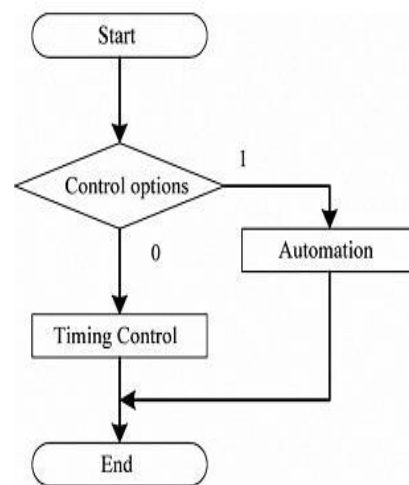 Start
1
Control options
0
Automation
Timing Control
End